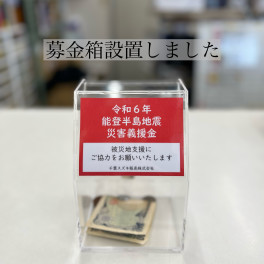 募金箱設置しました
令和６年
能登半島地震
災害義援金
被災地支援に
ご協力をお願いいたします